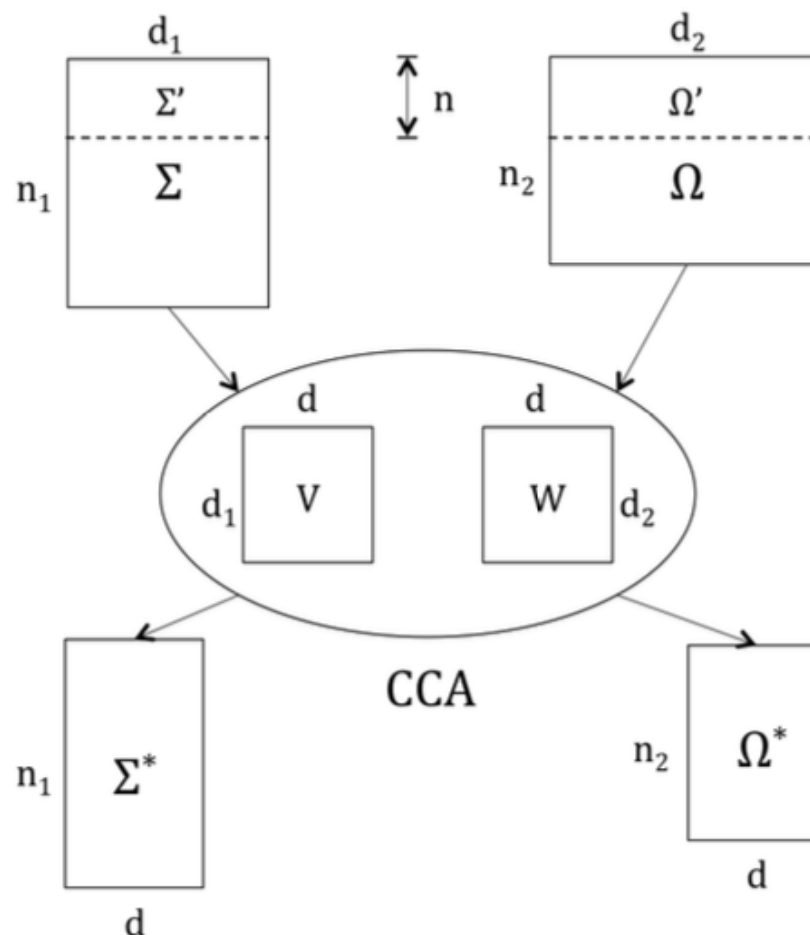 d₁ d₂
Σ' n Ω'
n₁ Σ n₂ Ω
d d
d₁ V W d₂
CCA
n₁ Σ* n₂ Ω*
d d